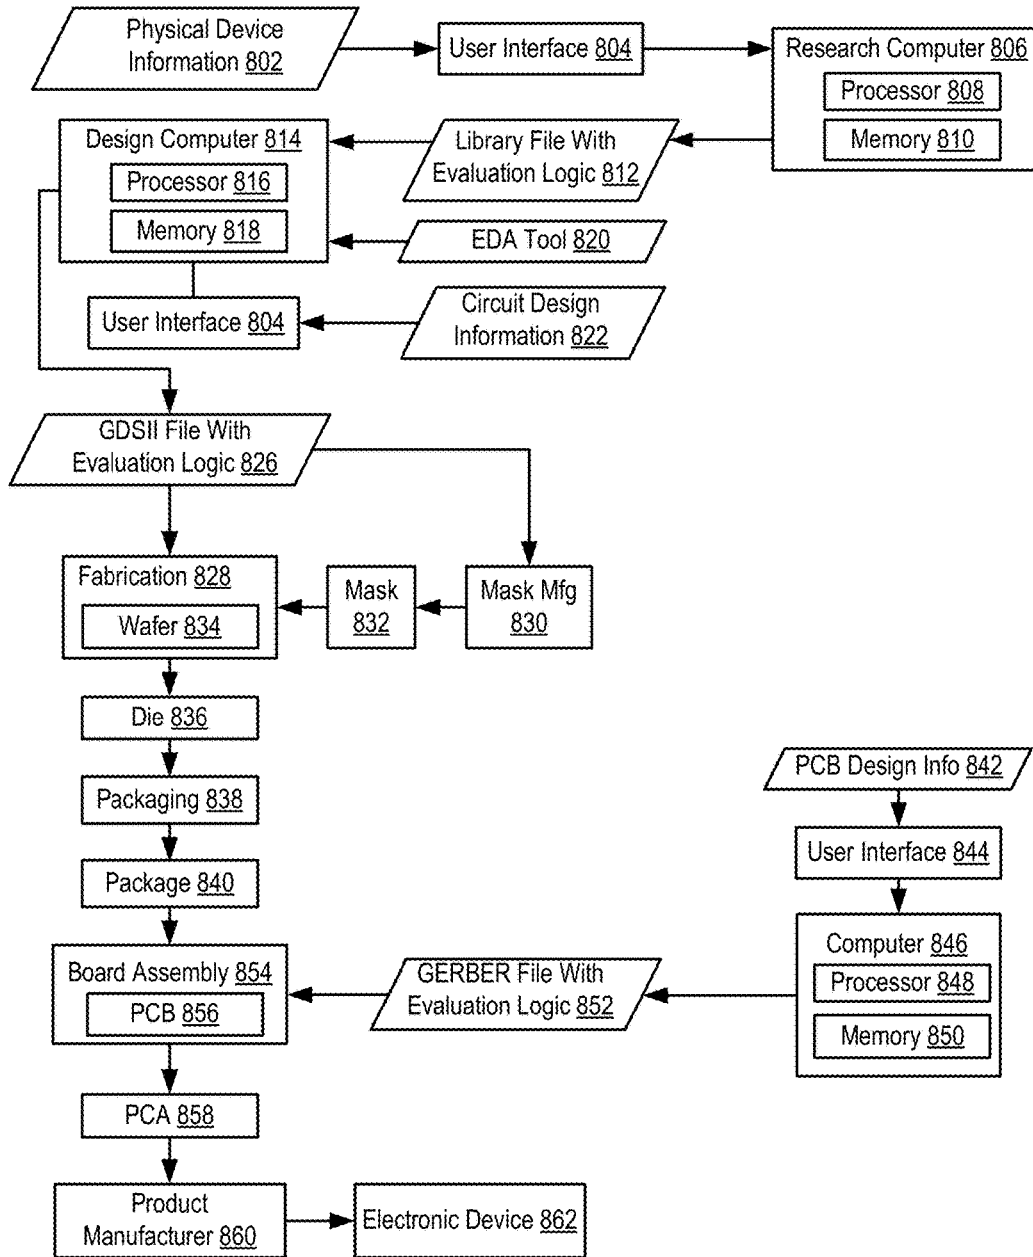 Physical Device
Information 802
User Interface 804
Research Computer 806
Processor 808
Memory 810
Design Computer 814
Processor 816
Memory 818
Library File With
Evaluation Logic 812
EDA Tool 820
User Interface 804
Circuit Design
Information 822
GDSII File With
Evaluation Logic 826
Fabrication 828
Wafer 834
Mask
832
Mask Mfg
830
Die 836
Packaging 838
Package 840
PCB Design Info 842
User Interface 844
Computer 846
Processor 848
Memory 850
Board Assembly 854
PCB 856
GERBER File With
Evaluation Logic 852
PCA 858
Product
Manufacturer 860
Electronic Device 862